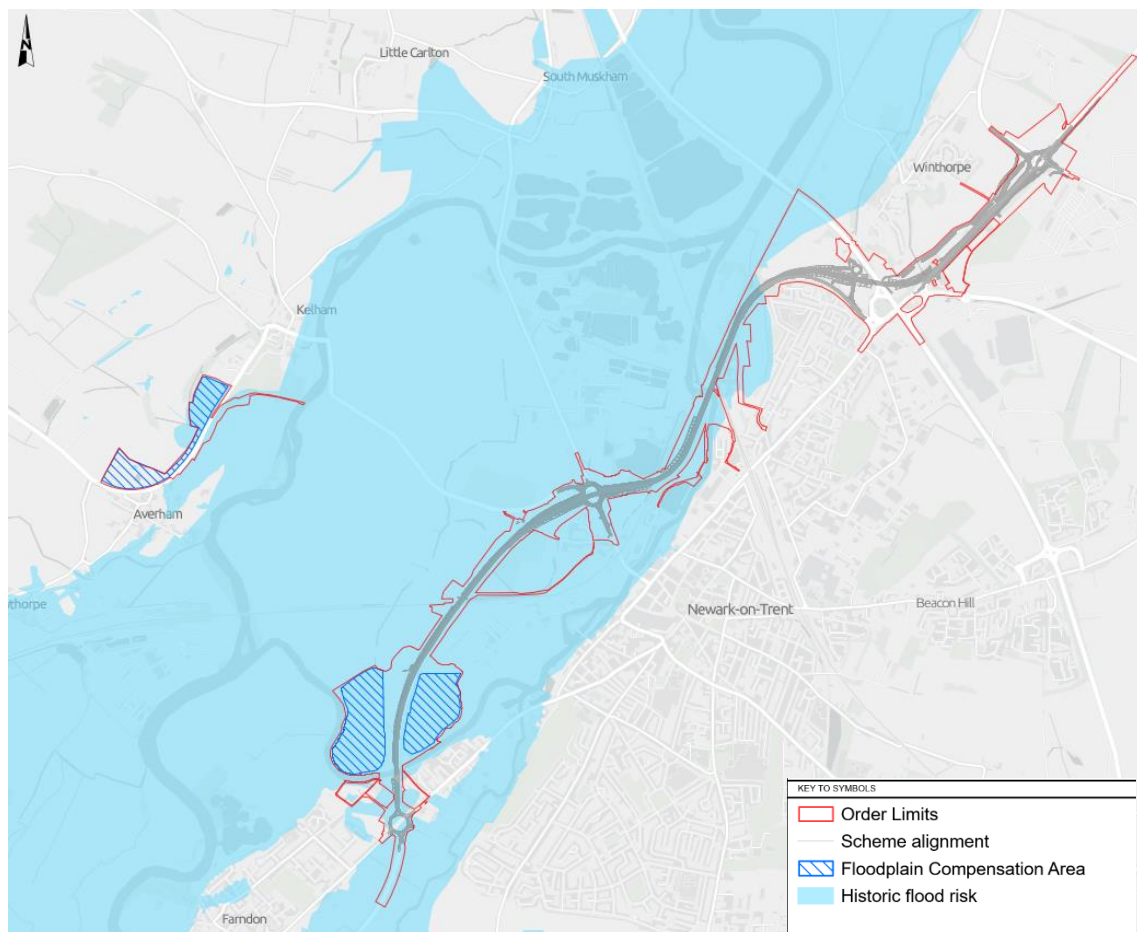 N
Little Carlton
South Muskham
Winthorpe
Kelham
Averham
thorpe
Newark-on-Trent
Beacon Hill
Farndon
KEY TO SYMBOLS
Order Limits
Scheme alignment
Floodplain Compensation Area
Historic flood risk